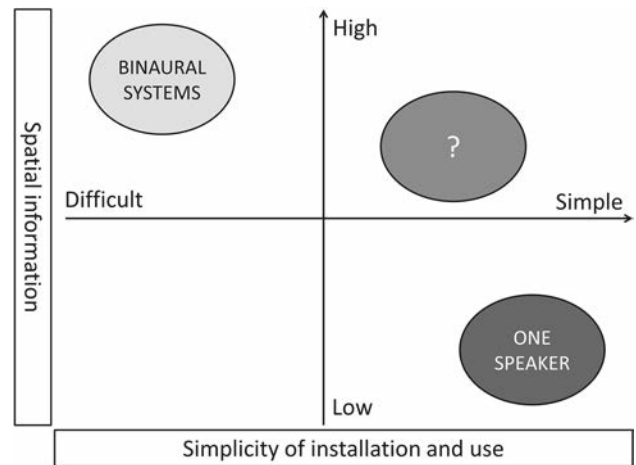 High
BINAURAL
SYSTEMS
?
Spatial information
Difficult
Simple
ONE
SPEAKER
Low
Simplicity of installation and use